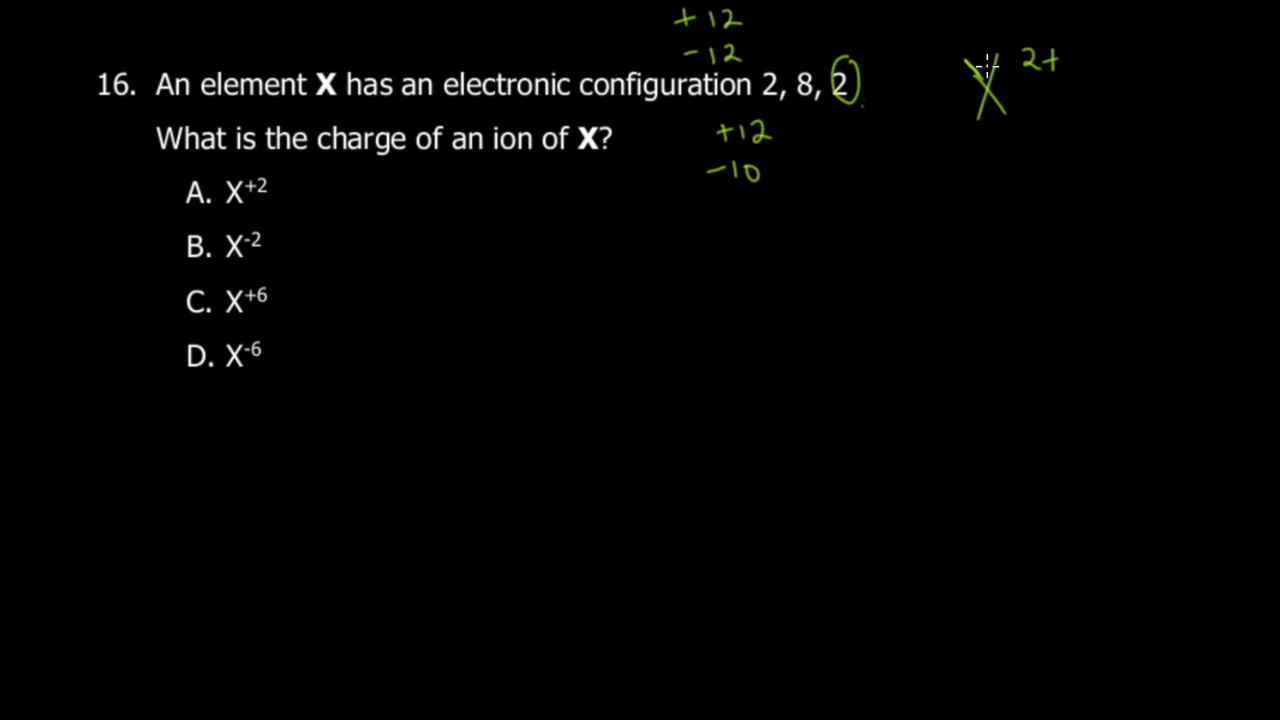 +12
-12
16. An element X has an electronic configuration 2, 8, 2.
X 2+
What is the charge of an ion of X?
+12
-10
A. X⁺²
B. X⁻²
C. X⁺⁶
D. X⁻⁶